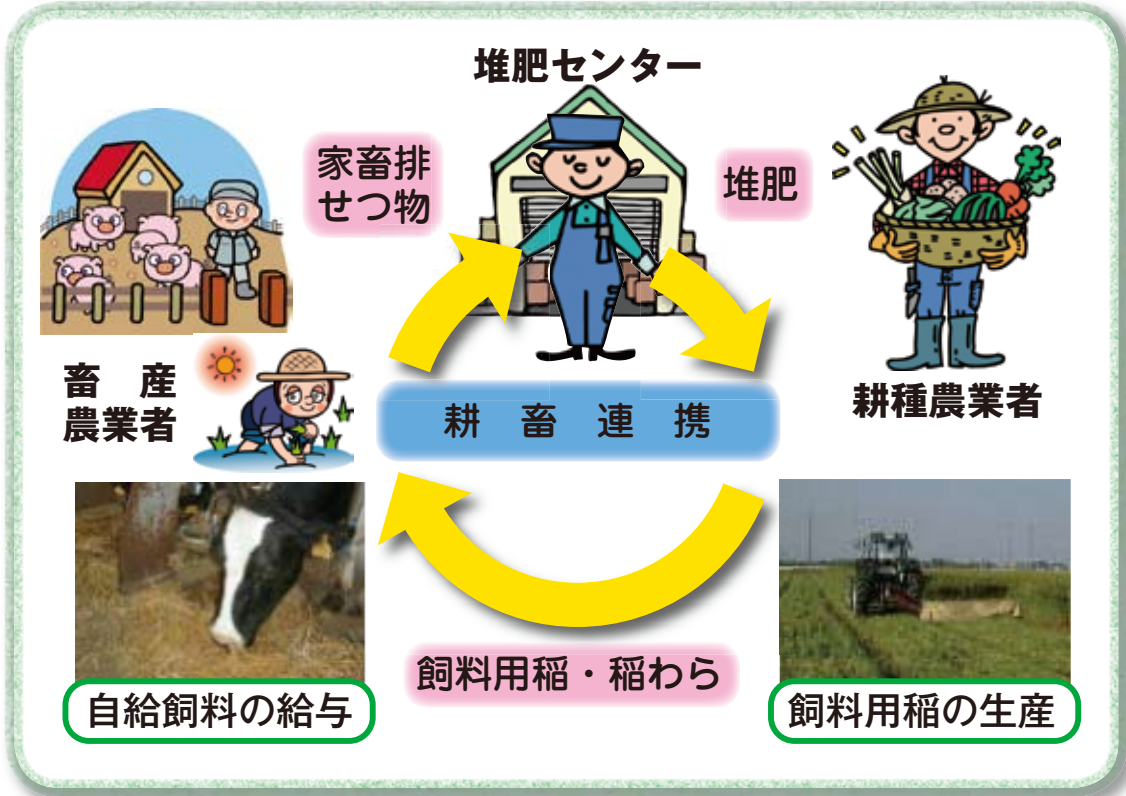 堆肥センター
家畜排
せつ物
堆肥
畜　産
農業者
耕種農業者
耕　畜　連　携
飼料用稲・稲わら
自給飼料の給与
飼料用稲の生産